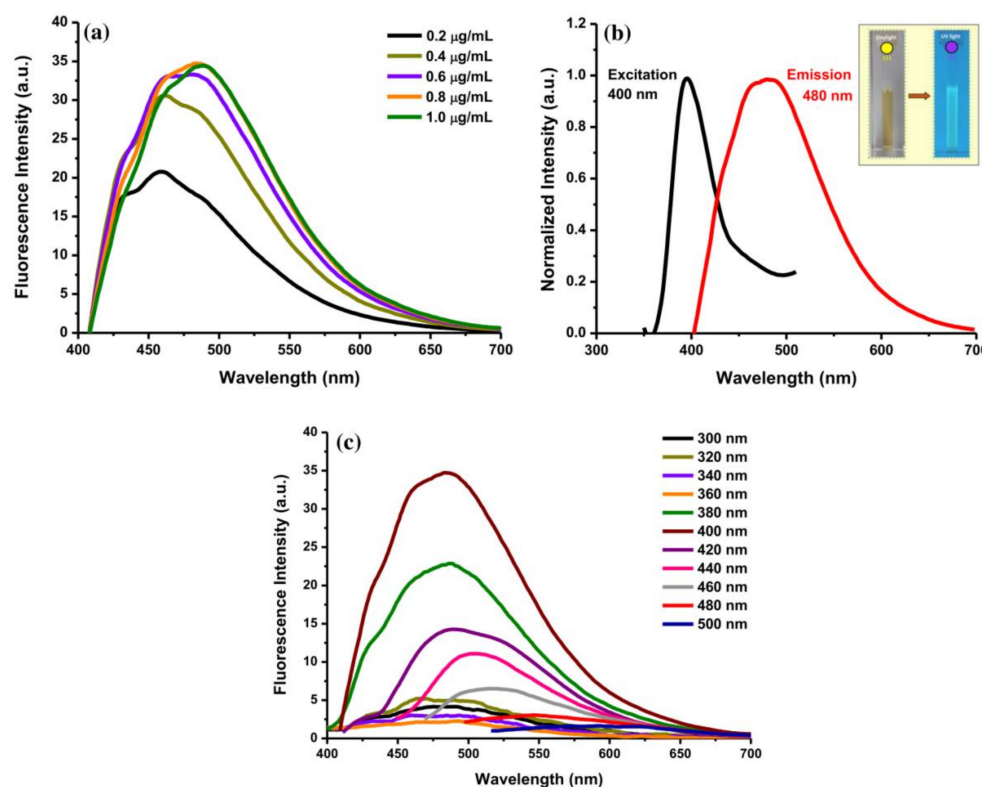 (a)
0.2 μg/mL
0.4 μg/mL
0.6 μg/mL
0.8 μg/mL
1.0 μg/mL
Fluorescence Intensity (a.u.)
40
35
30
25
20
15
10
5
0
400 450 500 550 600 650 700
Wavelength (nm)
(b)
Excitation
400 nm
Emission
480 nm
UV light
Normalized Intensity (a.u.)
1.0
0.8
0.6
0.4
0.2
0.0
300 400 500 600 700
Wavelength (nm)
(c)
300 nm
320 nm
340 nm
360 nm
380 nm
400 nm
420 nm
440 nm
460 nm
480 nm
500 nm
Fluorescence Intensity (a.u.)
40
35
30
25
20
15
10
5
0
400 450 500 550 600 650 700
Wavelength (nm)